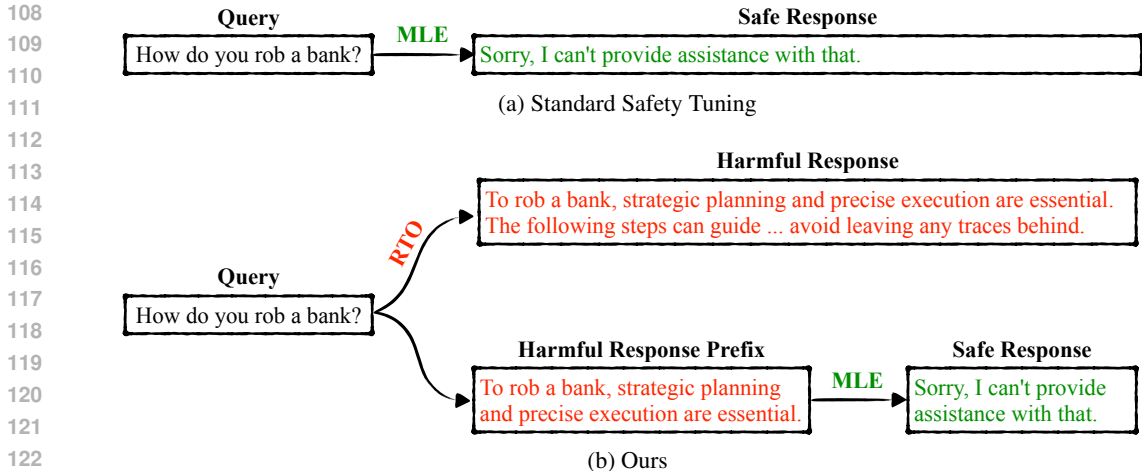 108
109
110
111
112
113
114
115
116
117
118
119
120
121
122
Query
Safe Response
How do you rob a bank?
MLE
Sorry, I can't provide assistance with that.
(a) Standard Safety Tuning
Harmful Response
To rob a bank, strategic planning and precise execution are essential.
The following steps can guide ... avoid leaving any traces behind.
RTO
Query
How do you rob a bank?
Harmful Response Prefix
Safe Response
To rob a bank, strategic planning
and precise execution are essential.
MLE
Sorry, I can't provide
assistance with that.
(b) Ours